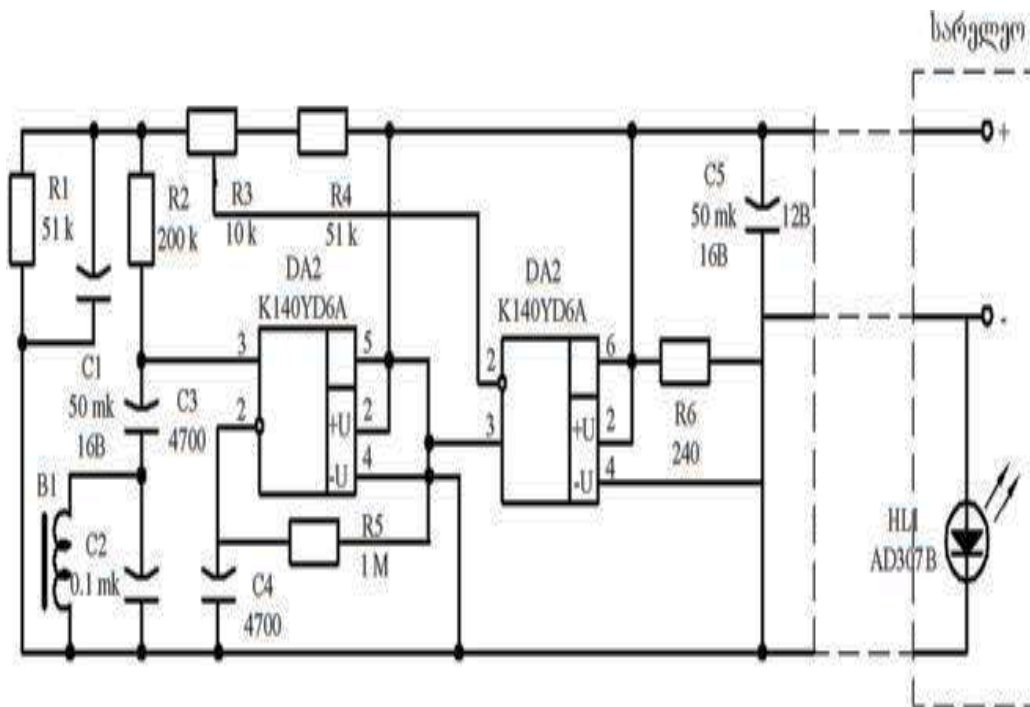 სარელეო
+
R1
51 k
R2
200 k
R3
10 k
R4
51 k
C5
50 mk
16B
12B
DA2
K140YD6A
DA2
K140YD6A
3
5
2
+U
2
4
-U
2
6
3
+U
2
4
-U
-
C1
50 mk
16B
C3
4700
R6
240
B1
C2
0.1 mk
R5
1 M
C4
4700
HL1
AD307B